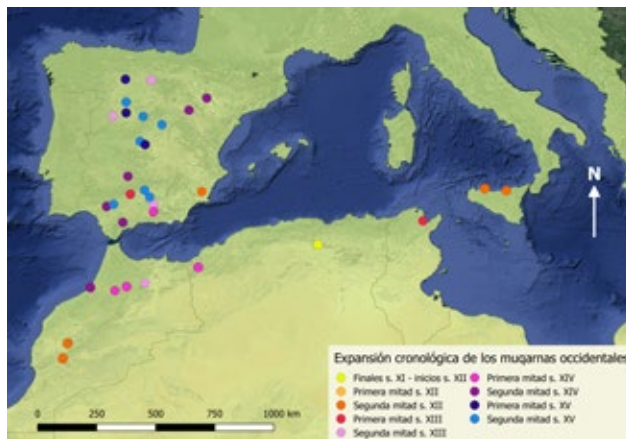 N
Expansión cronológica de los muqarnas occidentales
Finales s. XI - inicios s. XII
Primera mitad s. XII
Segunda mitad s. XII
Primera mitad s. XIII
Segunda mitad s. XIII
Primera mitad s. XIV
Segunda mitad s. XIV
Primera mitad s. XV
Segunda mitad s. XV
0 250 500 750 1000 km